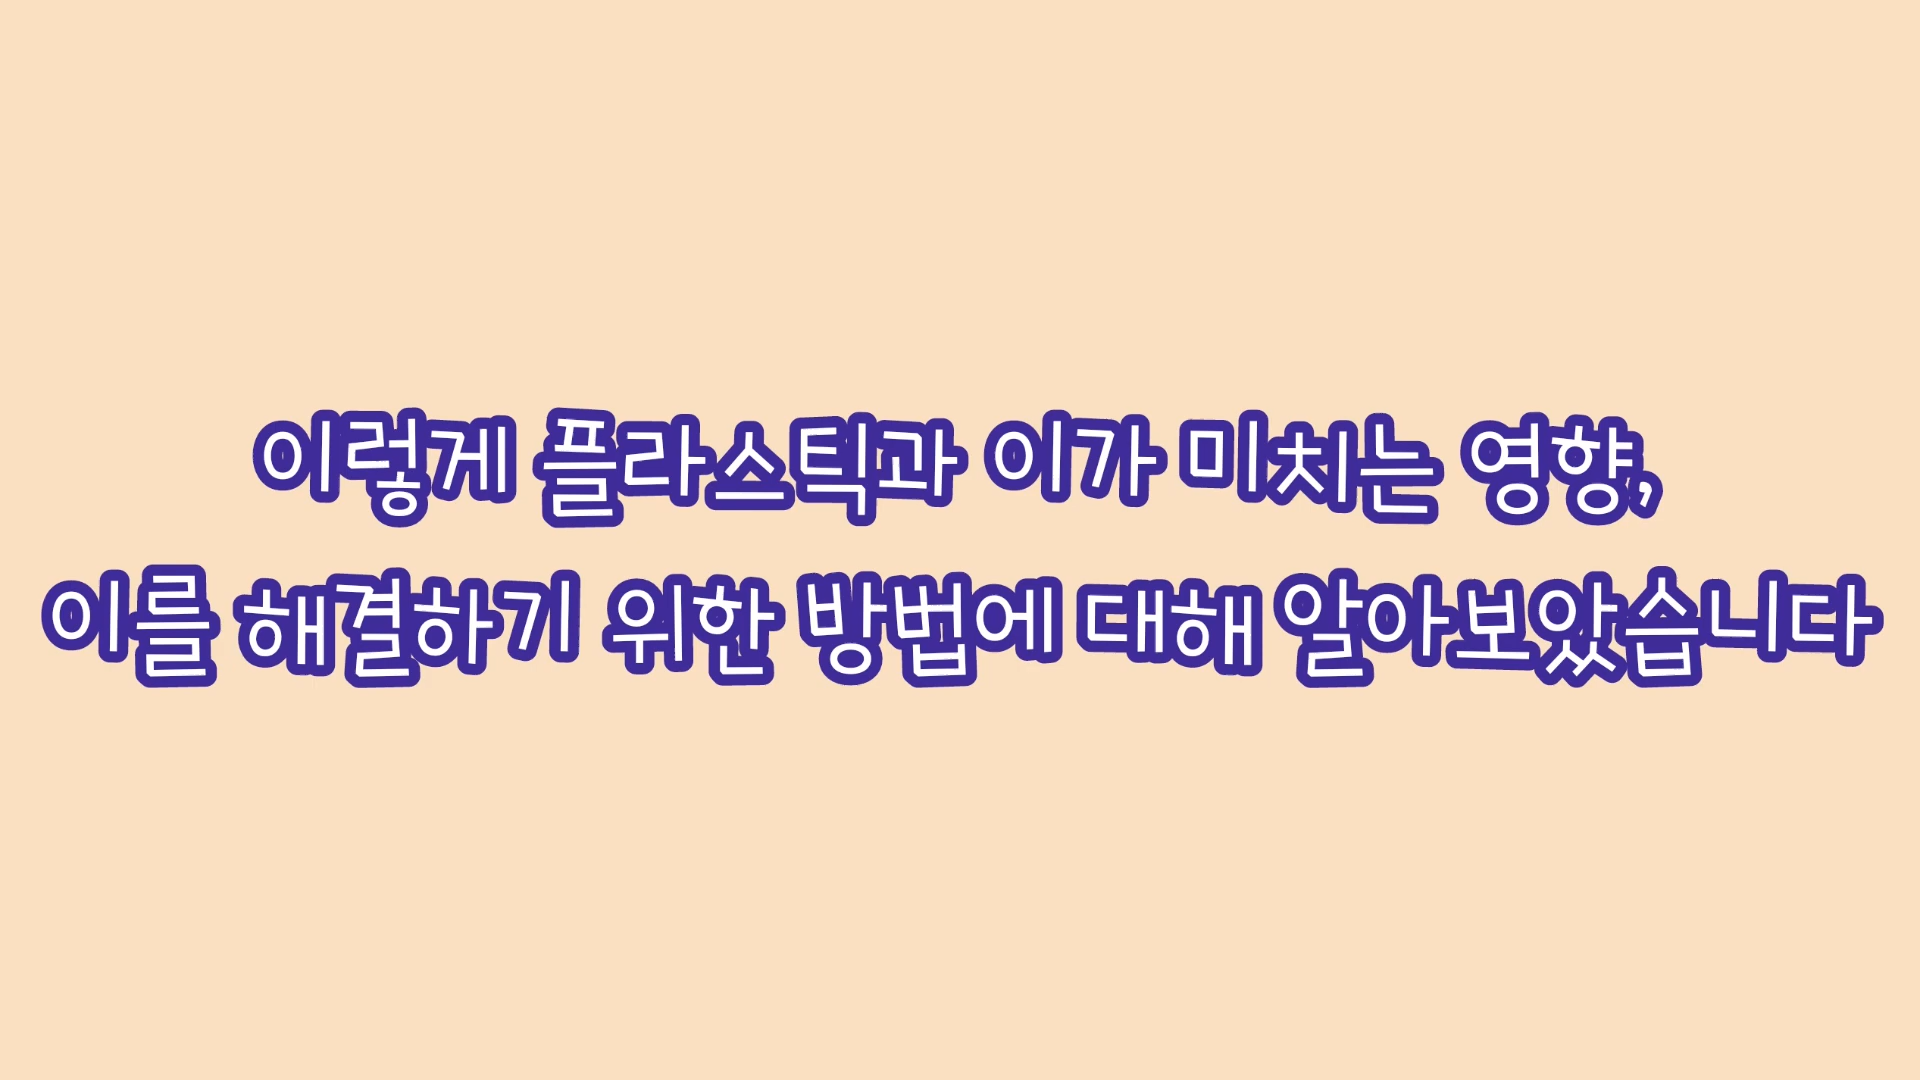 이렇게 플라스틱과 이가 미치는 영향,
이를 해결하기 위한 방법에 대해 알아보았습니다